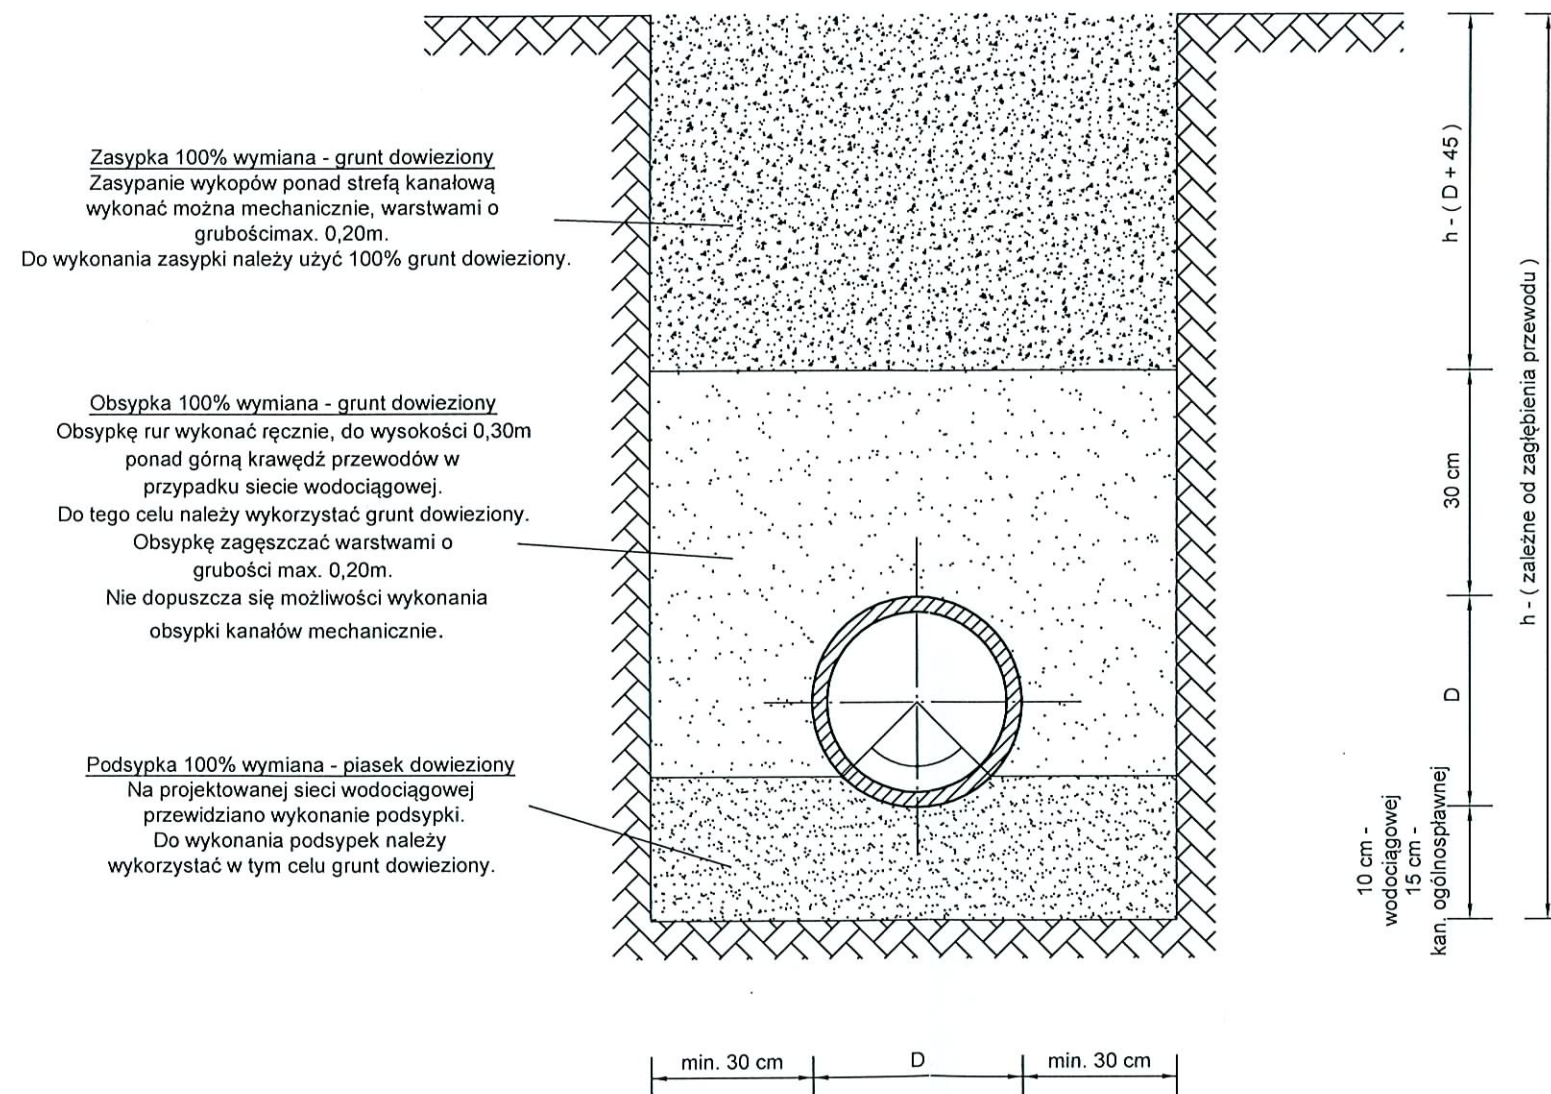 Zasypka 100% wymiana - grunt dowieziony
Zasypanie wykopów ponad strefą kanałową
wykonać można mechanicznie, warstwami o
grubościmax. 0,20m.
Do wykonania zasypki należy użyć 100% grunt dowieziony.
Obsypka 100% wymiana - grunt dowieziony
Obsypkę rur wykonać ręcznie, do wysokości 0,30m
ponad górną krawędź przewodów w
przypadku siecie wodociągowej.
Do tego celu należy wykorzystać grunt dowieziony.
Obsypkę zagęszczać warstwami o
grubości max. 0,20m.
Nie dopuszcza się możliwości wykonania
obsypki kanałów mechanicznie.
Podsypka 100% wymiana - piasek dowieziony
Na projektowanej sieci wodociągowej
przewidziano wykonanie podsypki.
Do wykonania podsypek należy
wykorzystać w tym celu grunt dowieziony.
h - ( D + 45 )
30 cm
D
10 cm -
wodociągowej
15 cm -
kan. ogólnospławnej
h - ( zależne od zagłębienia przewodu )
min. 30 cm
D
min. 30 cm